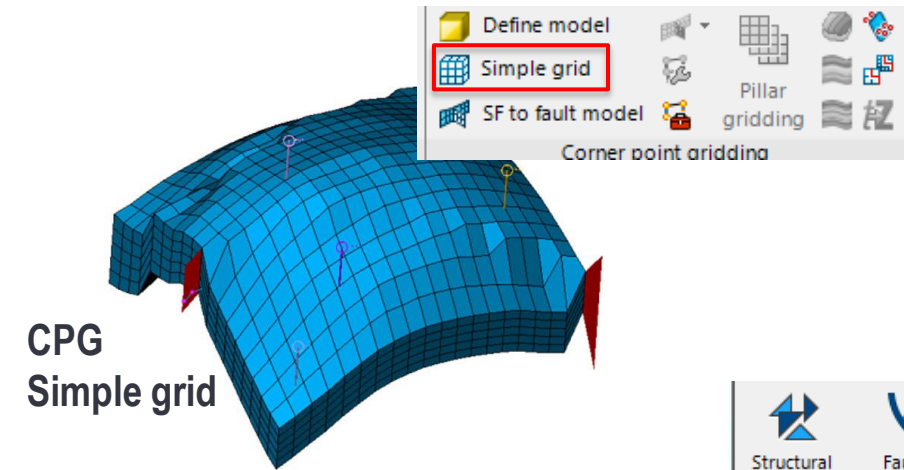 Define model
Simple grid
SF to fault model
Pillar
gridding
Corner point gridding
CPG
Simple grid
Structural